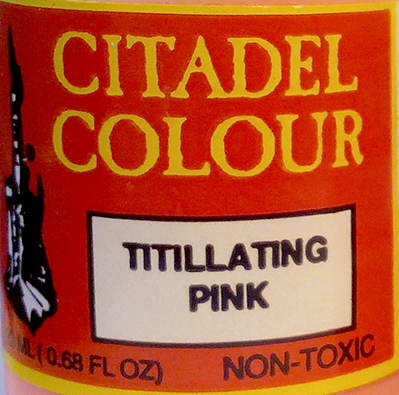 CITADEL
COLOUR
TITILLATING
PINK
ML (0.68 FL OZ)
NON-TOXIC